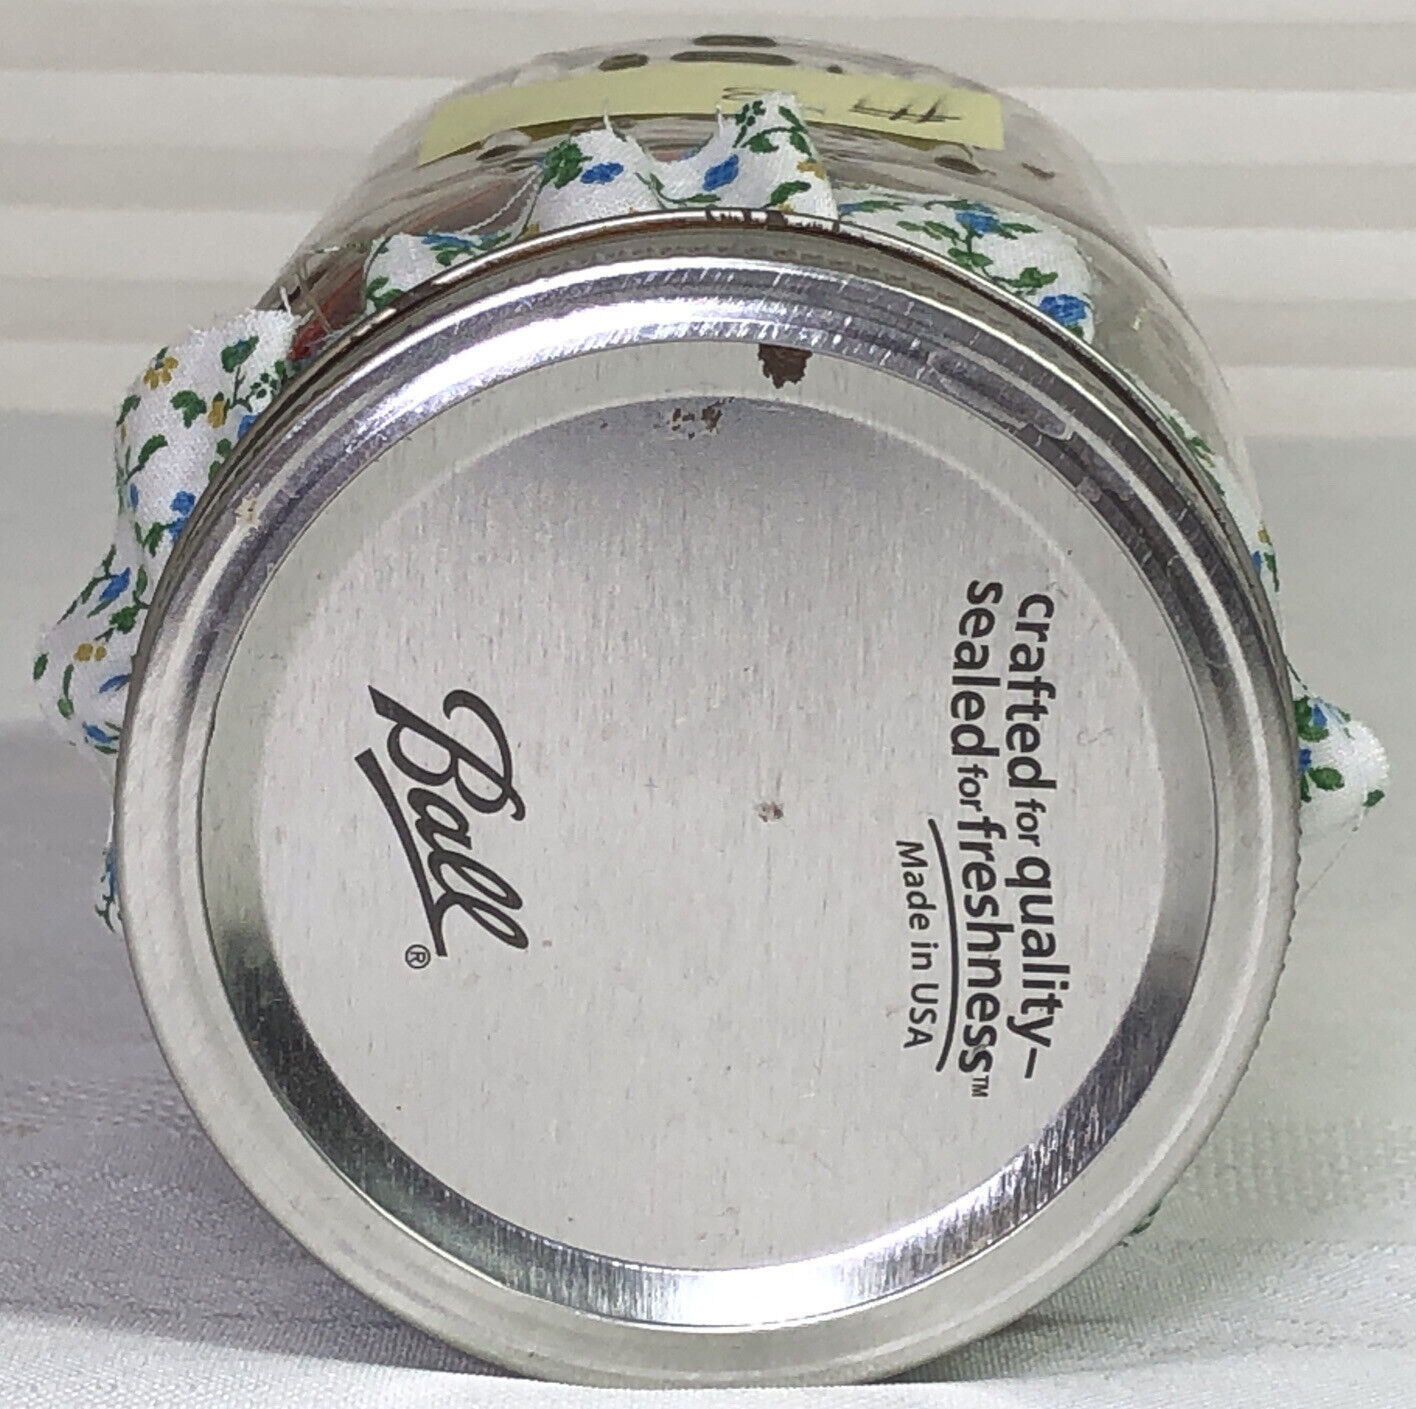 Ball®
crafted for quality–
sealed for freshness™
Made in USA